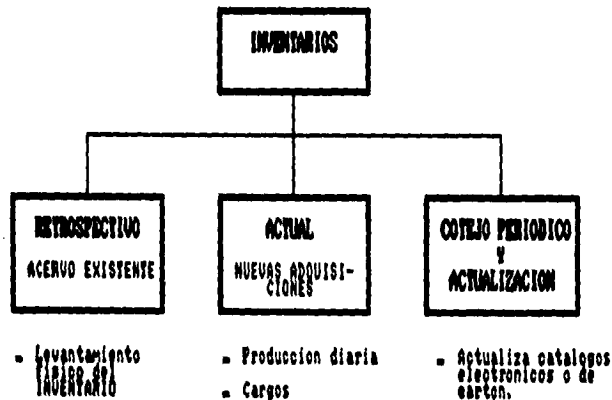 INVENTARIOS
RETROSPECTIVO
ACERVO EXISTENTE
ACTUAL
NUEVAS ADQUISI-
CIONES
COTEJO PERIODICO
Y
ACTUALIZACION
- Levantamiento
fisico del
INVENTARIO
- Produccion diaria
- Cargos
- Actualiza catalogos
electronicos o de
carton.